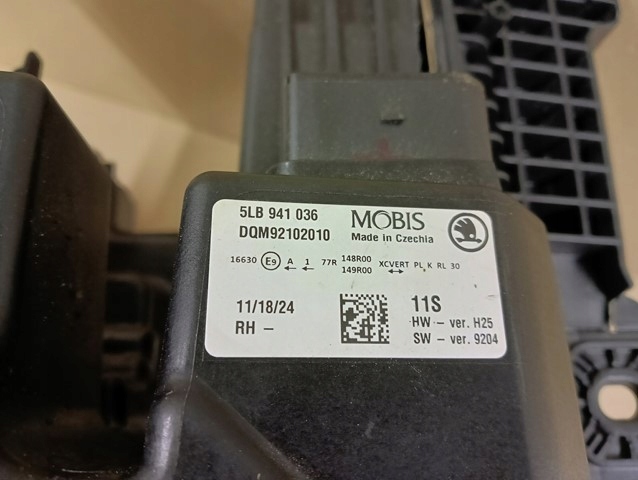 5LB 941 036
MOBIS
DQM92102010
Made in Czechia
16630 E9 A 1 77R 148R00 XCVERT PL, K RL 30
149R00
11/18/24
11S
RH -
HW - ver. H25
SW - ver. 9204